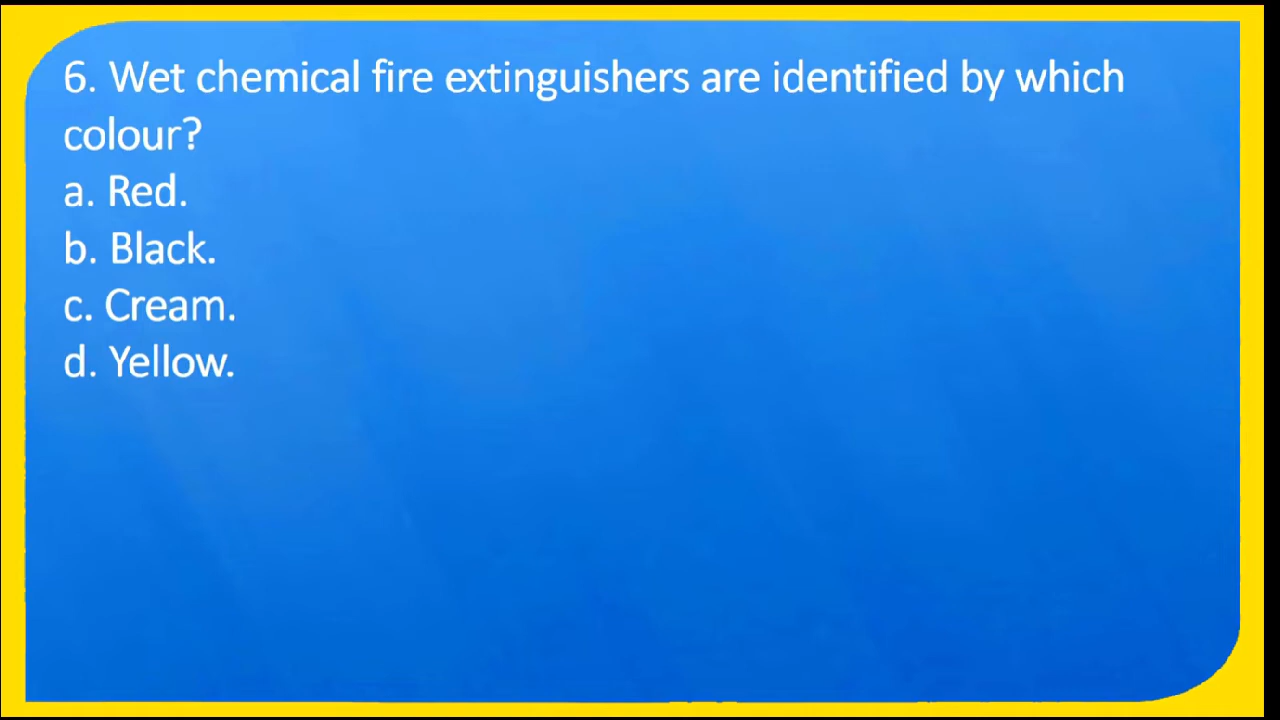 6. Wet chemical fire extinguishers are identified by which
colour?
a. Red.
b. Black.
c. Cream.
d. Yellow.